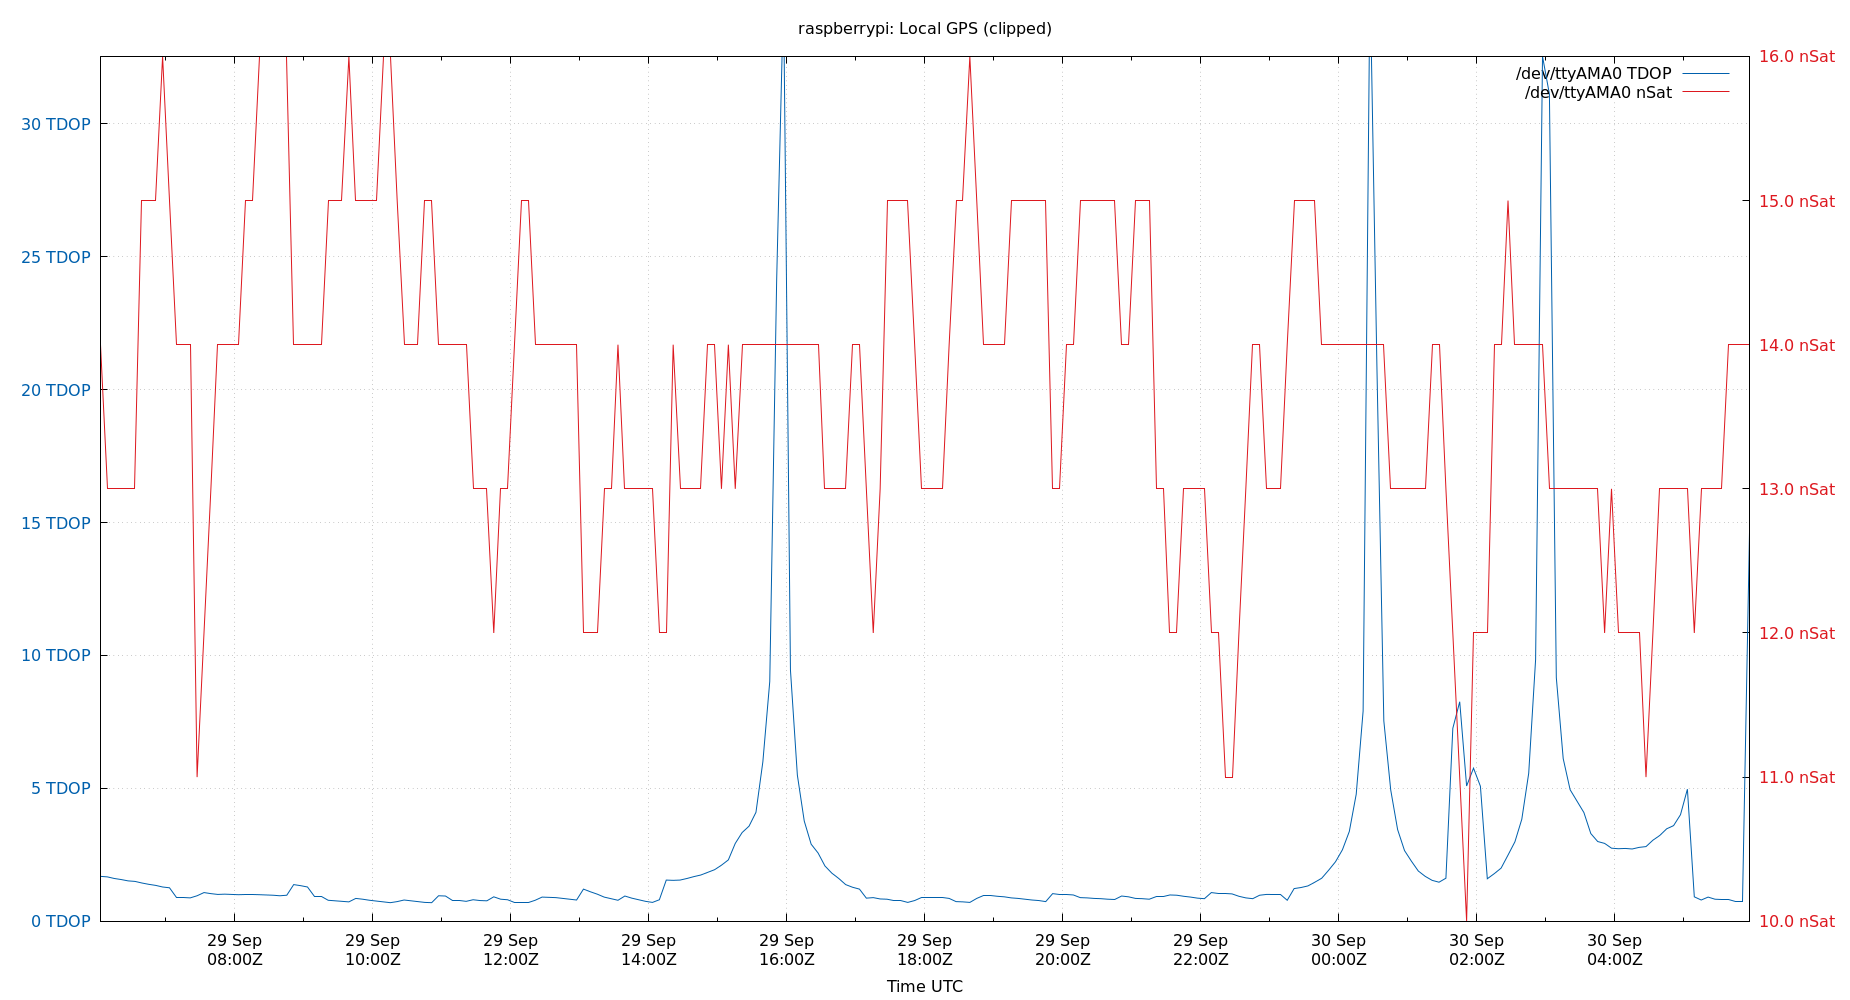 raspberrypi: Local GPS (clipped)
/dev/ttyAMA0 TDOP
/dev/ttyAMA0 nSat
30 TDOP
25 TDOP
20 TDOP
15 TDOP
10 TDOP
5 TDOP
0 TDOP
16.0 nSat
15.0 nSat
14.0 nSat
13.0 nSat
12.0 nSat
11.0 nSat
10.0 nSat
29 Sep
08:00Z
29 Sep
10:00Z
29 Sep
12:00Z
29 Sep
14:00Z
29 Sep
16:00Z
29 Sep
18:00Z
29 Sep
20:00Z
29 Sep
22:00Z
30 Sep
00:00Z
30 Sep
02:00Z
30 Sep
04:00Z
Time UTC